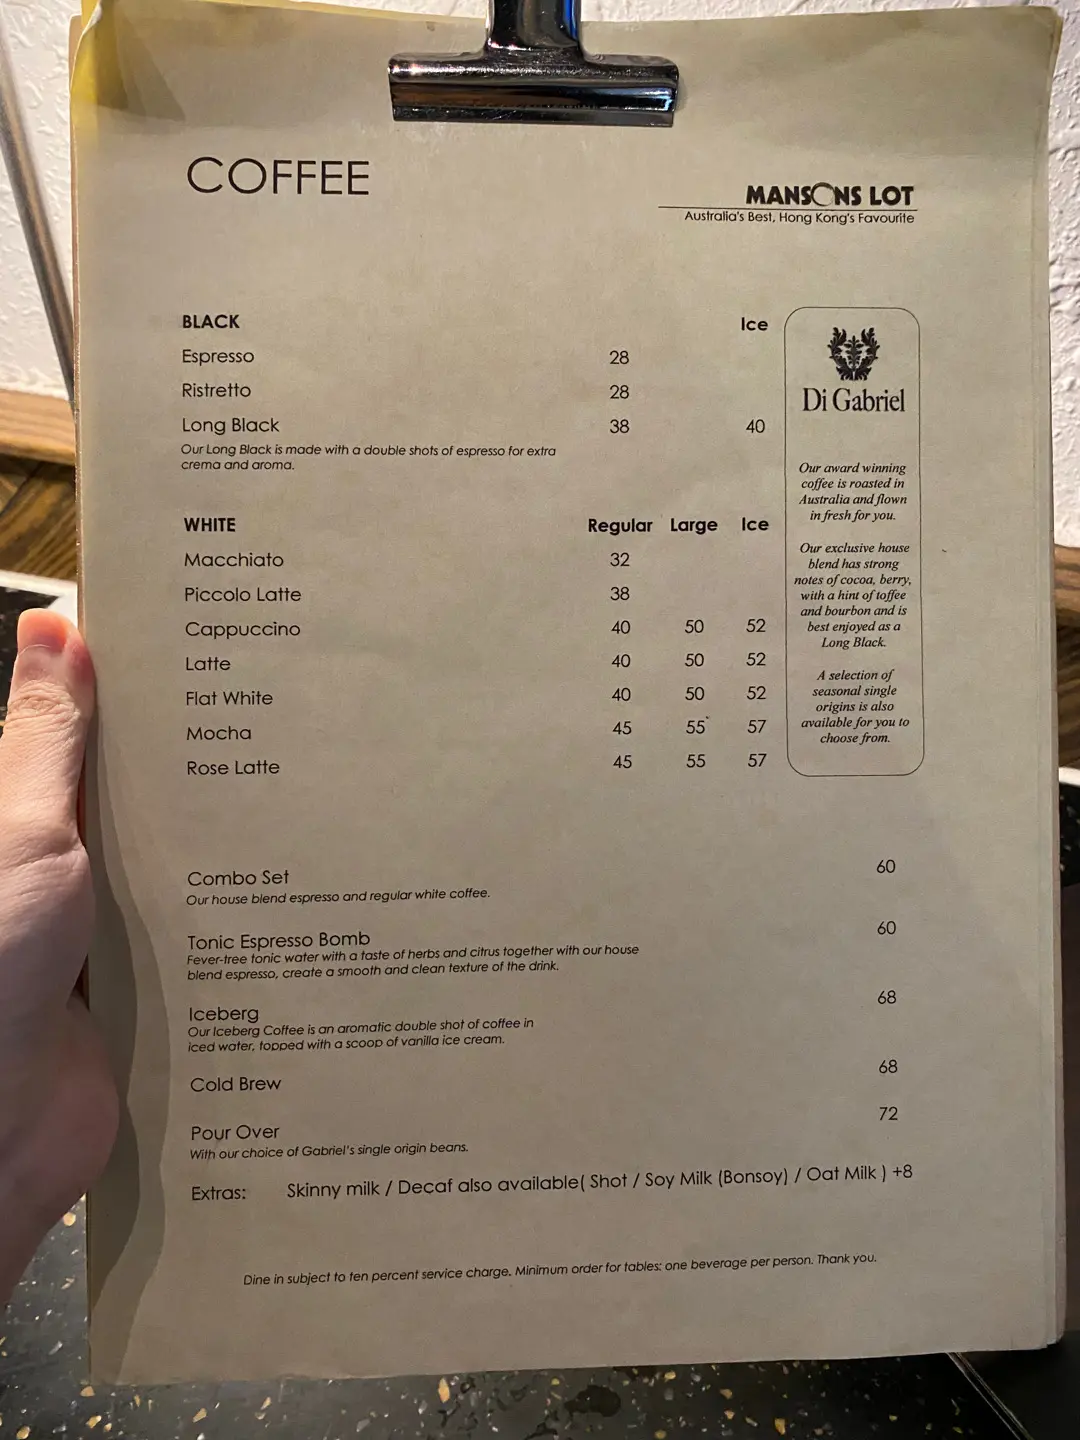 COFFEE
MANSONS LOT
Australia's Best, Hong Kong's Favourite
BLACK Ice
Espresso 28
Ristretto 28
Long Black 38 40
Our Long Black is made with a double shots of espresso for extra
crema and aroma.
WHITE Regular Large Ice
Macchiato 32
Piccolo Latte 38
Cappuccino 40 50 52
Latte 40 50 52
Flat White 40 50 52
Mocha 45 55 57
Rose Latte 45 55 57
Di Gabriel
Our award winning
coffee is roasted in
Australia and flown
in fresh for you.
Our exclusive house
blend has strong
notes of cocoa, berry,
with a hint of toffee
and bourbon and is
best enjoyed as a
Long Black.
A selection of
seasonal single
origins is also
available for you to
choose from.
Combo Set 60
Our house blend espresso and regular white coffee.
Tonic Espresso Bomb 60
Fever-tree tonic water with a taste of herbs and citrus together with our house
blend espresso, create a smooth and clean texture of the drink.
Iceberg 68
Our Iceberg Coffee is an aromatic double shot of coffee in
iced water, topped with a scoop of vanilla ice cream.
Cold Brew 68
Pour Over 72
With our choice of Gabriel's single origin beans.
Extras: Skinny milk / Decaf also available( Shot / Soy Milk (Bonsoy) / Oat Milk ) +8
Dine in subject to ten percent service charge. Minimum order for tables: one beverage per person. Thank you.